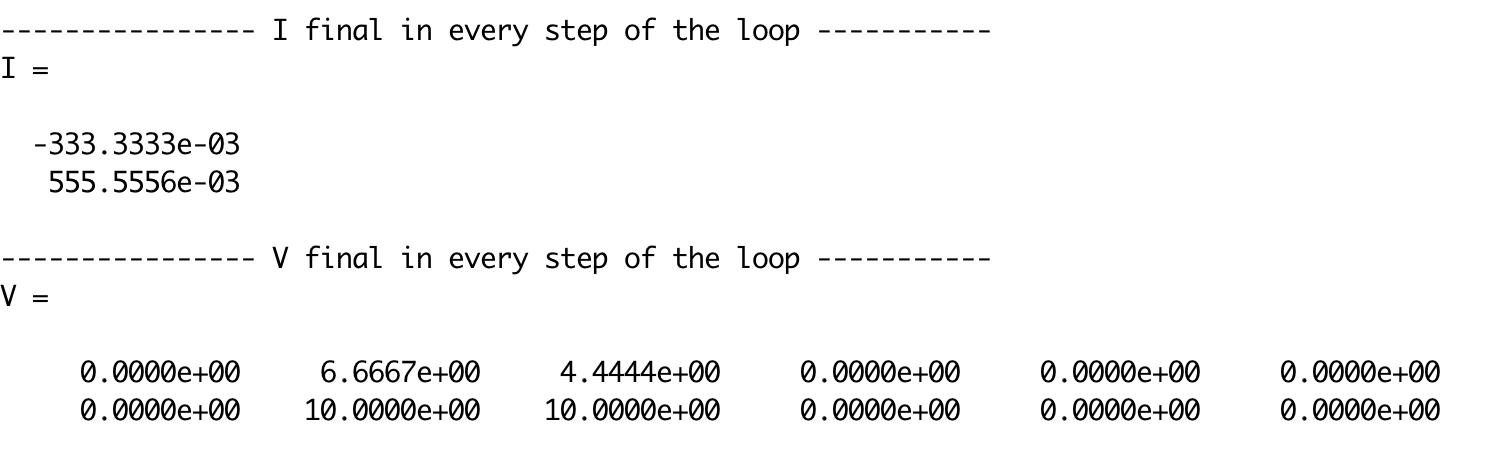 ---------------- I final in every step of the loop -----------
I =
-333.3333e-03
555.5556e-03
---------------- V final in every step of the loop -----------
V =
0.0000e+00 6.6667e+00 4.4444e+00 0.0000e+00 0.0000e+00 0.0000e+00
0.0000e+00 10.0000e+00 10.0000e+00 0.0000e+00 0.0000e+00 0.0000e+00